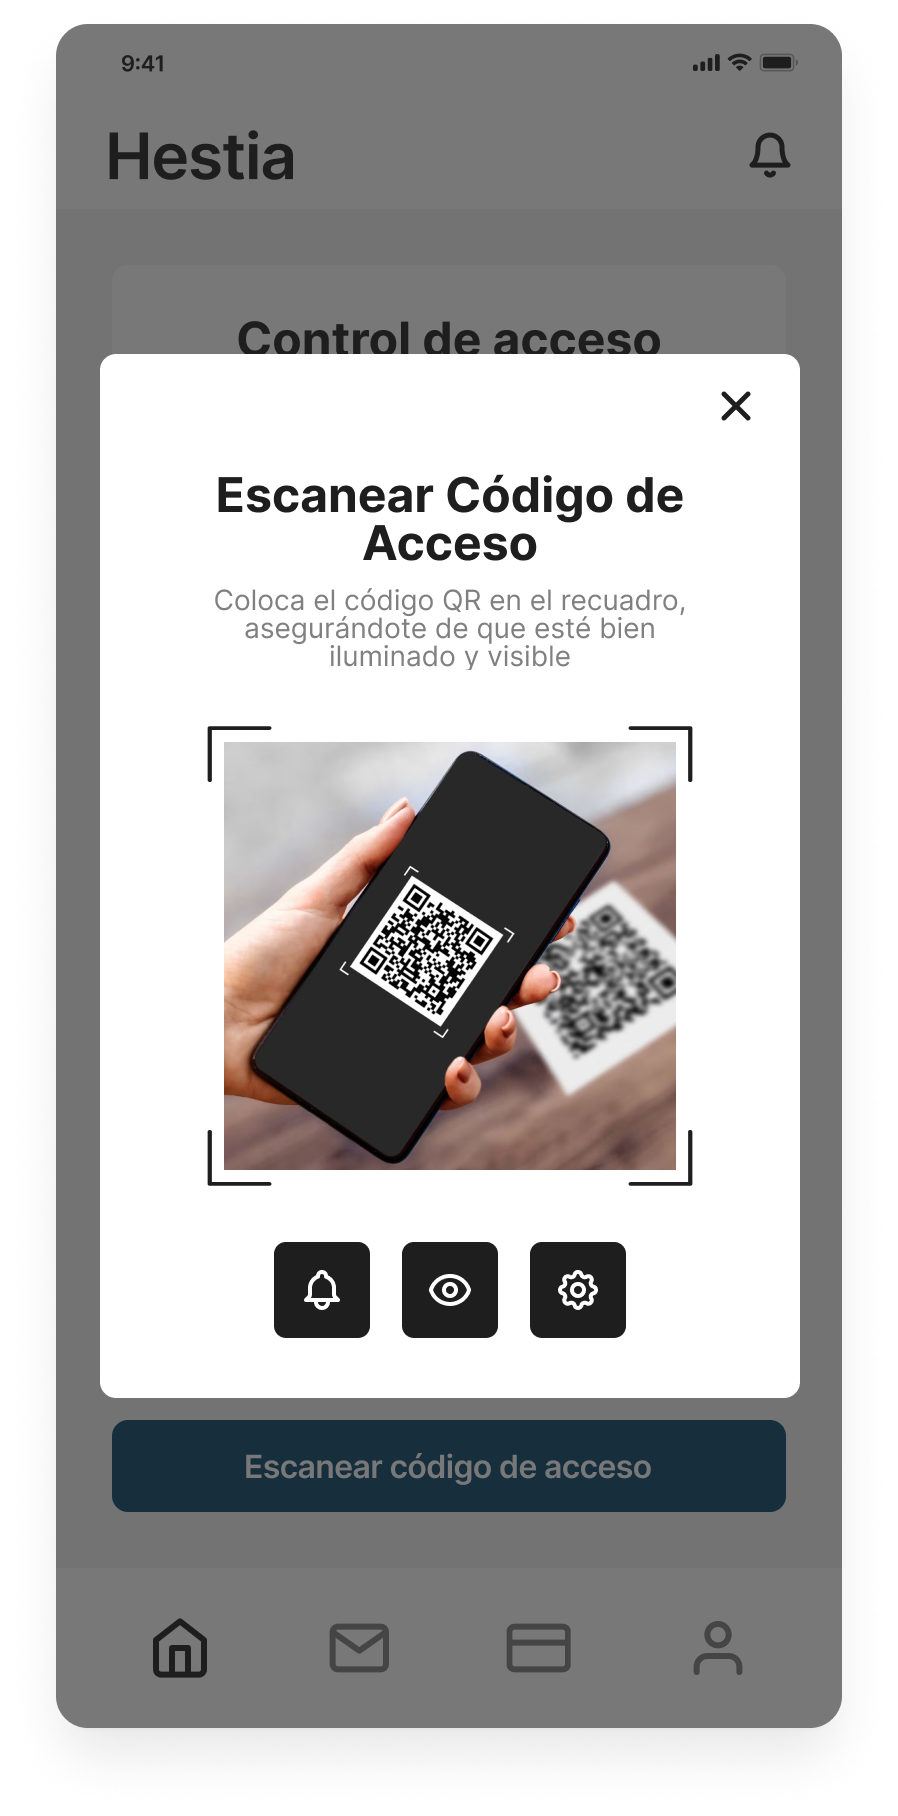 9:41
Hestia
Control de acceso
Escanear Código de
Acceso
Coloca el código QR en el recuadro,
asegurándote de que esté bien
iluminado y visible
Escanear código de acceso